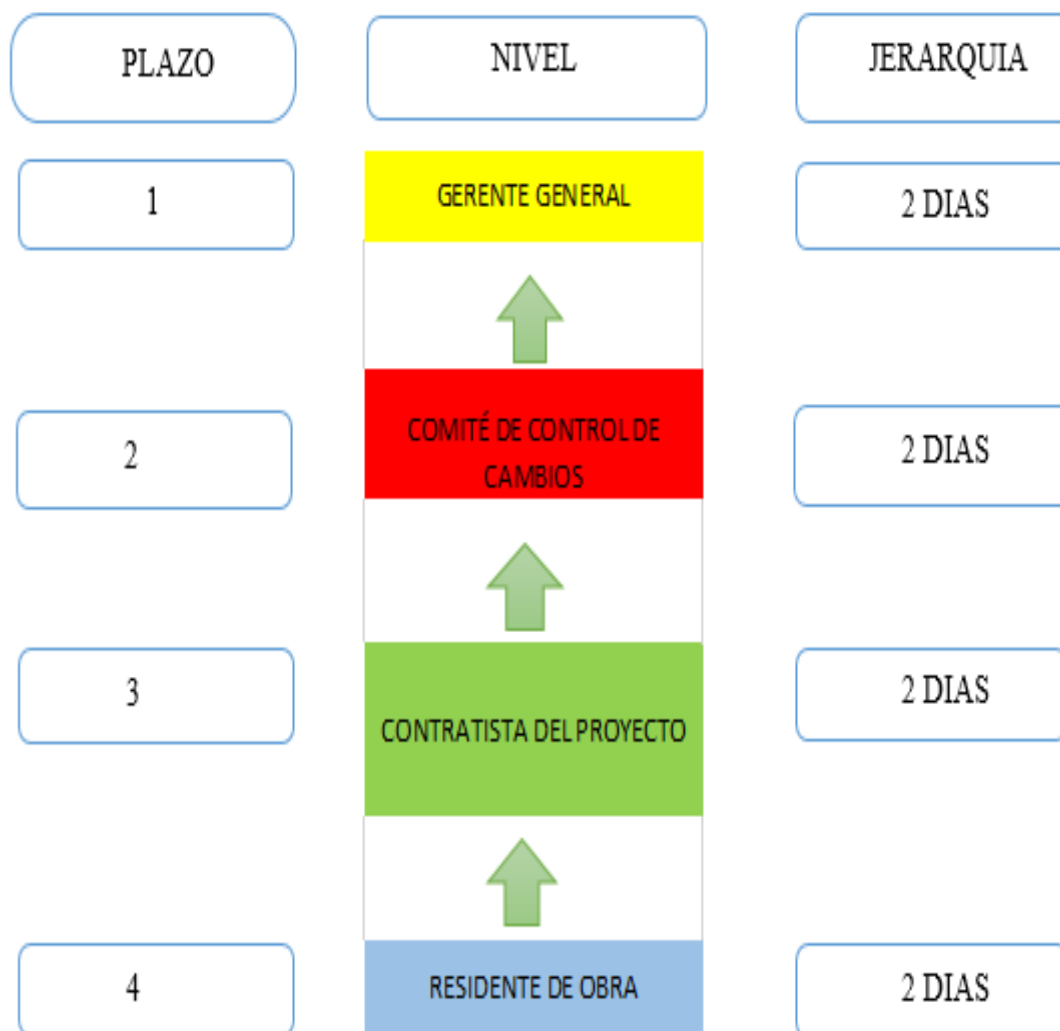 PLAZO
NIVEL
JERARQUIA
1
GERENTE GENERAL
2 DIAS
2
COMITÉ DE CONTROL DE
CAMBIOS
2 DIAS
3
CONTRATISTA DEL PROYECTO
2 DIAS
4
RESIDENTE DE OBRA
2 DIAS